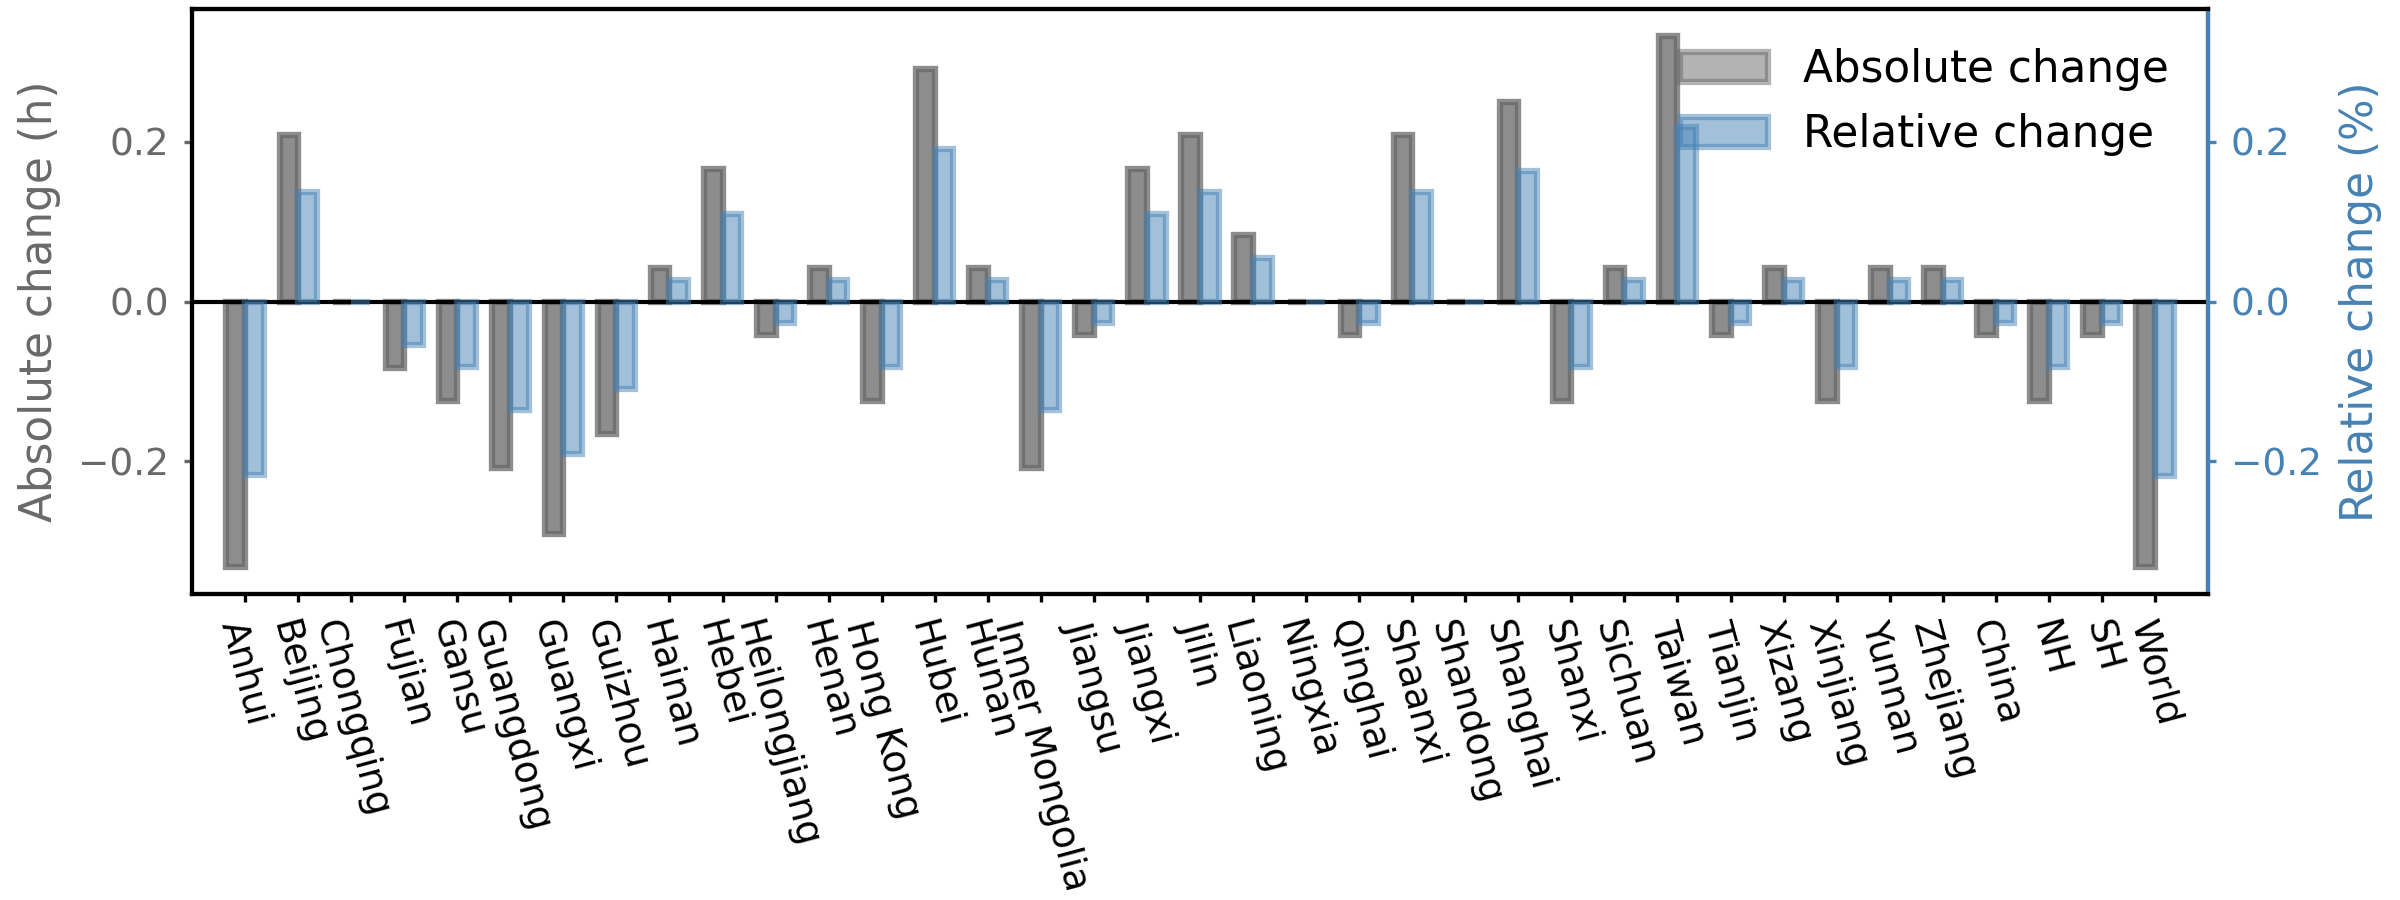 Absolute change (h)
0.2
0.0
−0.2
Absolute change
Relative change
0.2
0.0
−0.2
Relative change (%)
Anhui
Beijing
Chongqing
Fujian
Gansu
Guangdong
Guangxi
Guizhou
Hainan
Hebei
Heilongjiang
Henan
Hong Kong
Hubei
Hunan
Inner Mongolia
Jiangsu
Jiangxi
Jilin
Liaoning
Ningxia
Qinghai
Shaanxi
Shandong
Shanghai
Shanxi
Sichuan
Taiwan
Tianjin
Xizang
Xinjiang
Yunnan
Zhejiang
China
NH
SH
World